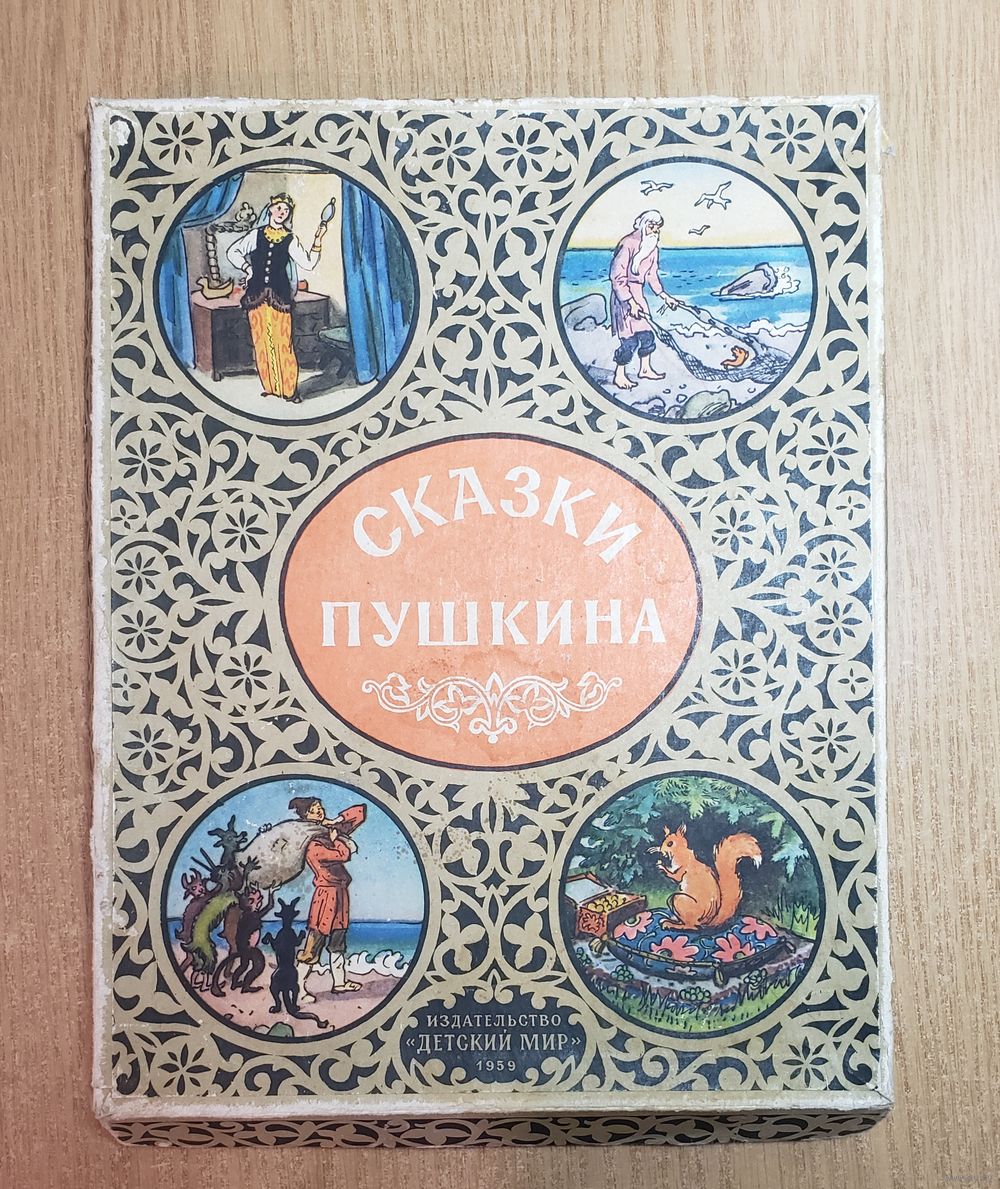 СКАЗКИ
ПУШКИНА
ИЗДАТЕЛЬСТВО
«ДЕТСКИЙ МИР»
1959